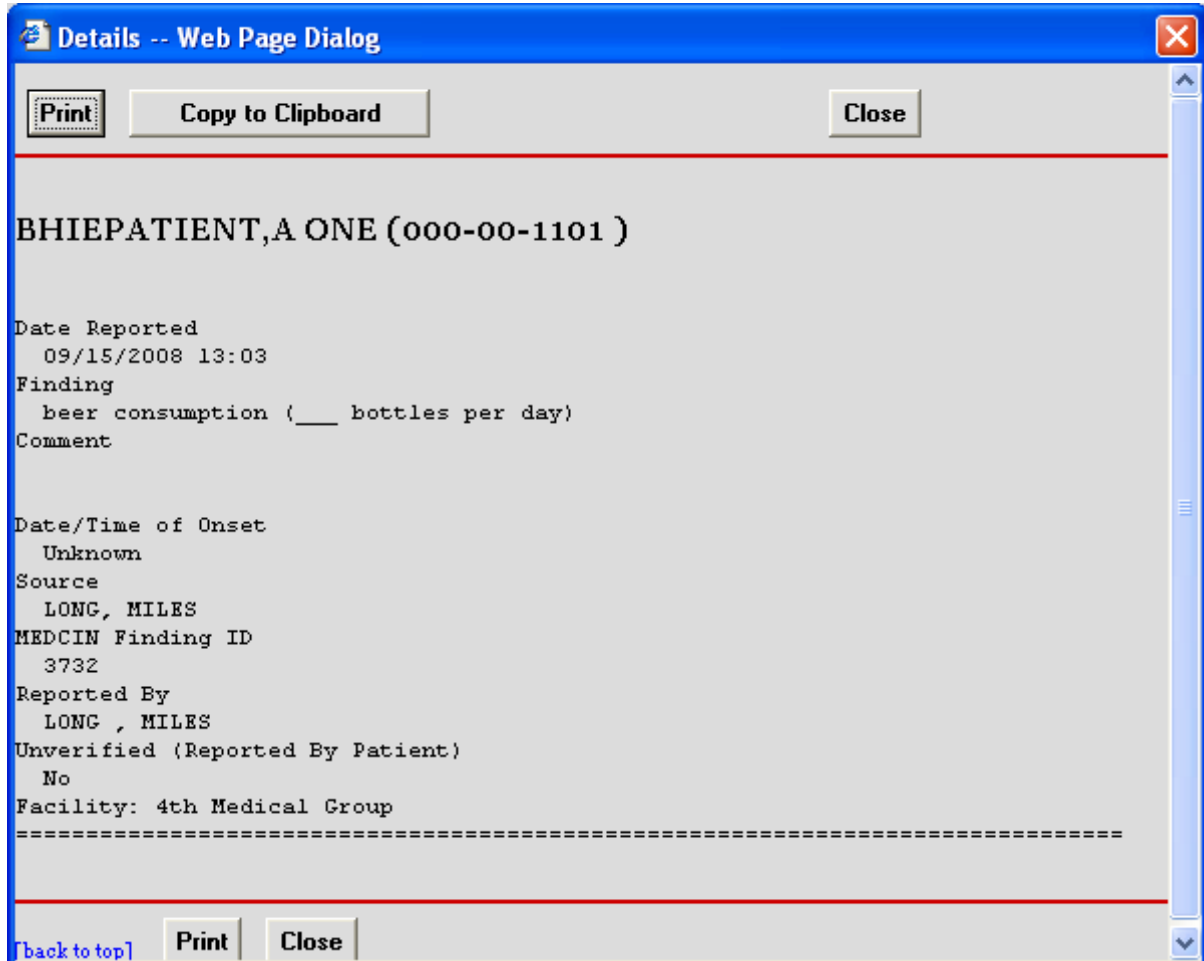 Details -- Web Page Dialog
Print Copy to Clipboard Close
BHIEPATIENT,A ONE (000-00-1101 )
Date Reported
09/15/2008 13:03
Finding
beer consumption (___ bottles per day)
Comment
Date/Time of Onset
Unknown
Source
LONG, MILES
MEDCIN Finding ID
3732
Reported By
LONG , MILES
Unverified (Reported By Patient)
No
Facility: 4th Medical Group
===============================================================================
[back to top] Print Close